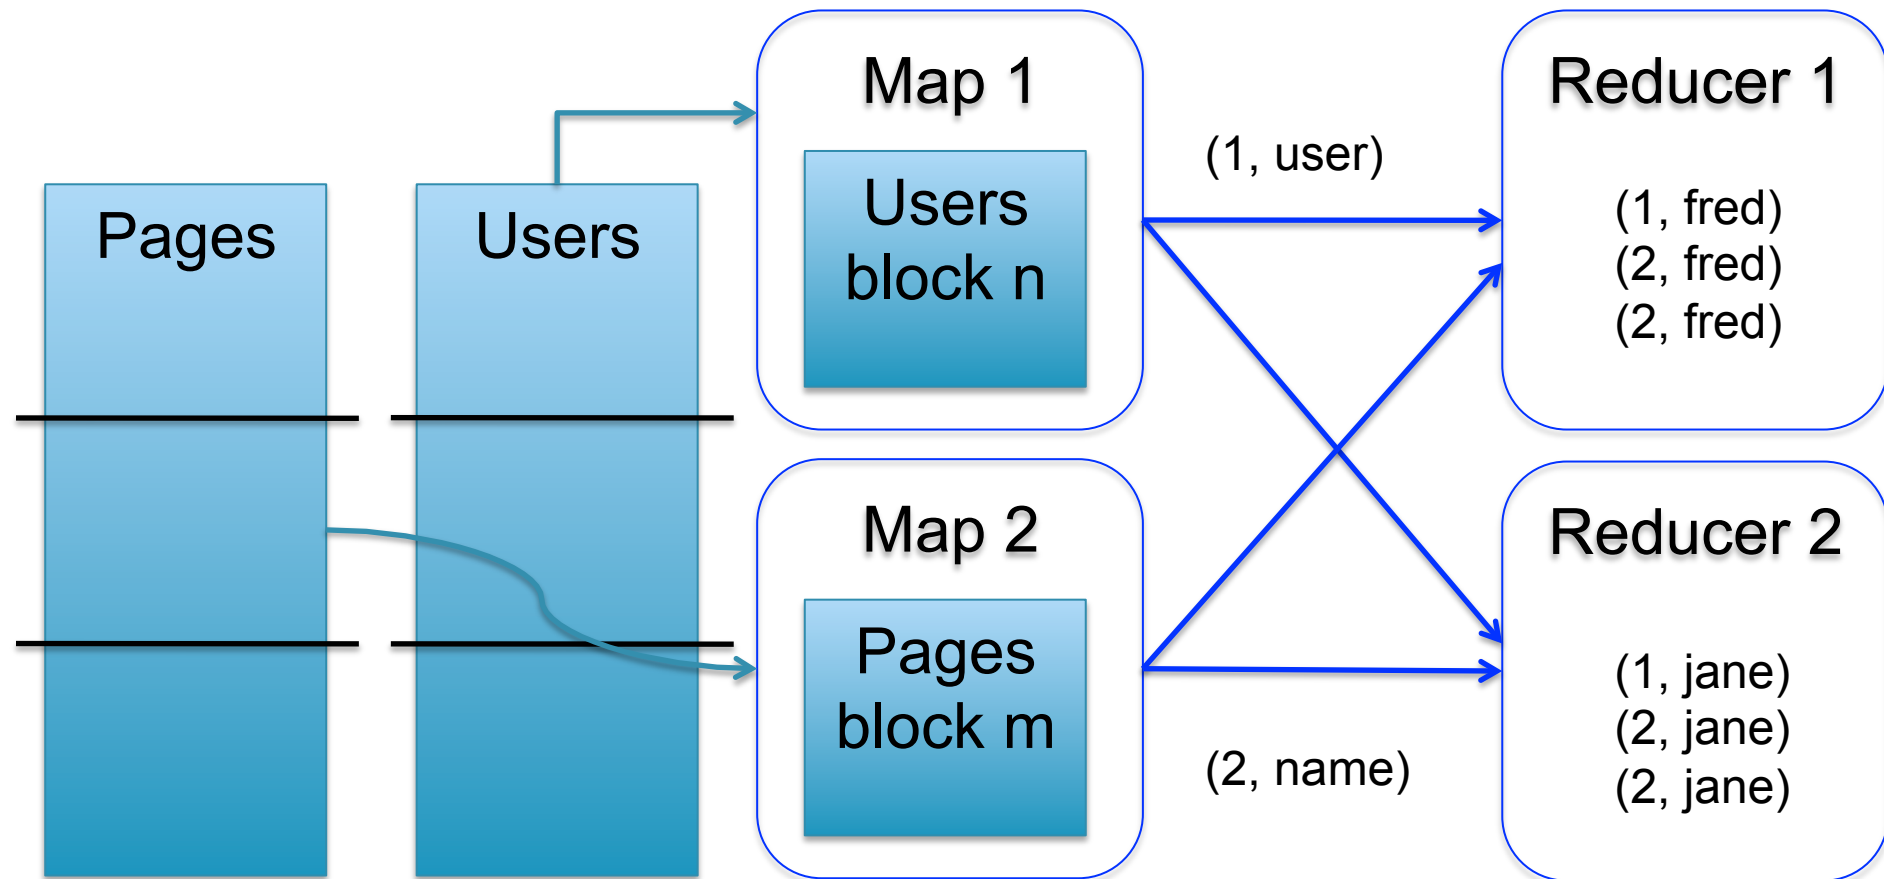 Pages
Users
Map 1
Users
block n
Map 2
Pages
block m
(1, user)
(2, name)
Reducer 1
(1, fred)
(2, fred)
(2, fred)
Reducer 2
(1, jane)
(2, jane)
(2, jane)